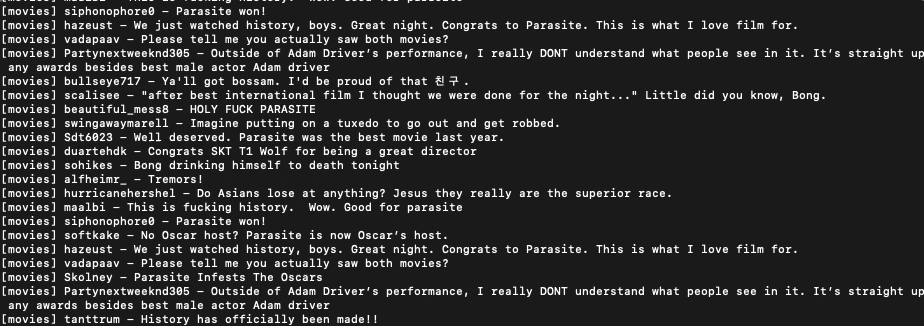 [movies] siphonophore0 – Parasite won!
[movies] hazeust – We just watched history, boys. Great night. Congrats to Parasite. This is what I love film for.
[movies] vadapaav – Please tell me you actually saw both movies?
[movies] Partynextweeknd305 – Outside of Adam Driver’s performance, I really DONT understand what people see in it. It’s straight up
any awards besides best male actor Adam driver
[movies] bullseye717 – Ya'll got bossam. I'd be proud of that 친구.
[movies] scalisee – "after best international film I thought we were done for the night..." Little did you know, Bong.
[movies] beautiful_mess8 – HOLY FUCK PARASITE
[movies] swingawaymarell – Imagine putting on a tuxedo to go out and get robbed.
[movies] Sdt6023 – Well deserved. Parasite was the best movie last year.
[movies] duartehdk – Congrats SKT T1 Wolf for being a great director
[movies] sohikes – Bong drinking himself to death tonight
[movies] alfheimr_ – Tremors!
[movies] hurricanehershel – Do Asians lose at anything? Jesus they really are the superior race.
[movies] maalbi – This is fucking history.  Wow. Good for parasite
[movies] siphonophore0 – Parasite won!
[movies] softkake – No Oscar host? Parasite is now Oscar’s host.
[movies] hazeust – We just watched history, boys. Great night. Congrats to Parasite. This is what I love film for.
[movies] vadapaav – Please tell me you actually saw both movies?
[movies] Skolney – Parasite Infests The Oscars
[movies] Partynextweeknd305 – Outside of Adam Driver’s performance, I really DONT understand what people see in it. It’s straight up
any awards besides best male actor Adam driver
[movies] tanttrum – History has officially been made!!